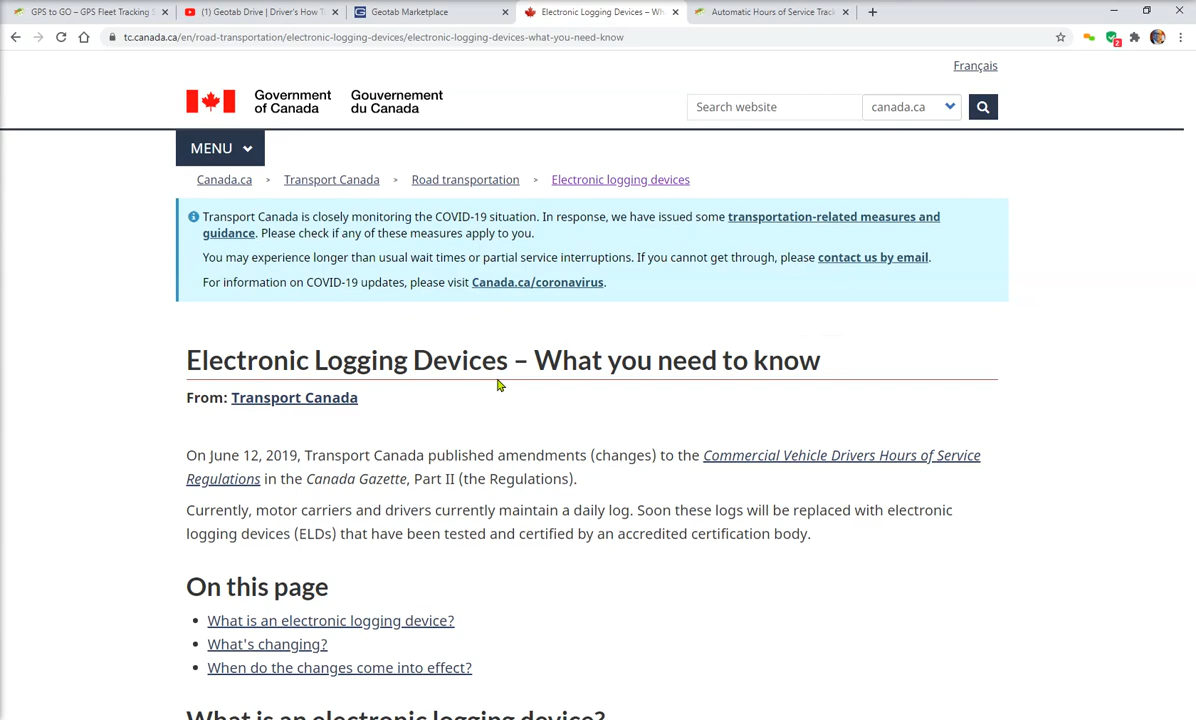 GPS to GO – GPS Fleet Tracking S
(1) Geotab Drive | Driver's How T
Geotab Marketplace
Electronic Logging Devices – Wh
Automatic Hours of Service Track
tc.canada.ca/en/road-transportation/electronic-logging-devices/electronic-logging-devices-what-you-need-know
2
Français
Government of Canada
Gouvernement du Canada
Search website
canada.ca
MENU
Canada.ca > Transport Canada > Road transportation > Electronic logging devices
Transport Canada is closely monitoring the COVID-19 situation. In response, we have issued some transportation-related measures and
guidance. Please check if any of these measures apply to you.
You may experience longer than usual wait times or partial service interruptions. If you cannot get through, please contact us by email.
For information on COVID-19 updates, please visit Canada.ca/coronavirus.
Electronic Logging Devices – What you need to know
From: Transport Canada
On June 12, 2019, Transport Canada published amendments (changes) to the Commercial Vehicle Drivers Hours of Service
Regulations in the Canada Gazette, Part II (the Regulations).
Currently, motor carriers and drivers currently maintain a daily log. Soon these logs will be replaced with electronic
logging devices (ELDs) that have been tested and certified by an accredited certification body.
On this page
• What is an electronic logging device?
• What's changing?
• When do the changes come into effect?
What is an electronic logging device?